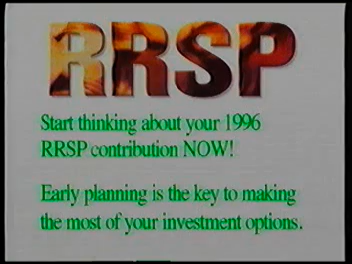 RRSP
Start thinking about your 1996
RRSP contribution NOW!
Early planning is the key to making
the most of your investment options.